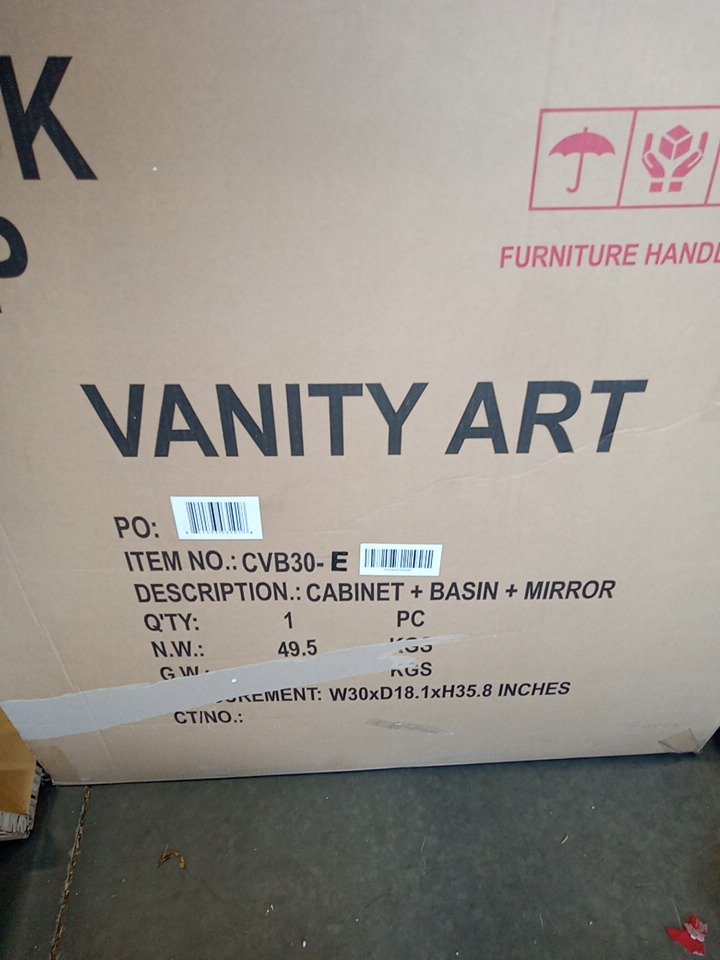 K
P
FURNITURE HANDL
VANITY ART
PO:
ITEM NO.: CVB30- E
DESCRIPTION.: CABINET + BASIN + MIRROR
Q'TY: 1 PC
N.W.: 49.5 KGS
G.W.: KGS
UREMENT: W30xD18.1xH35.8 INCHES
CT/NO.: